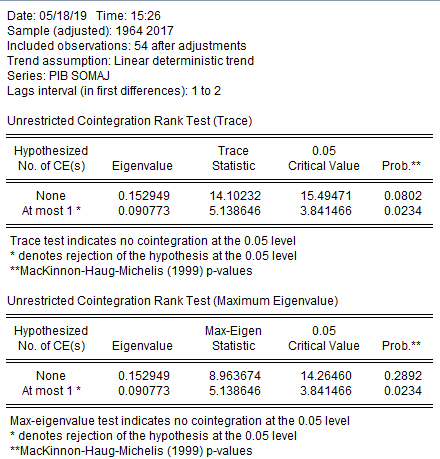 Date: 05/18/19 Time: 15:26
Sample (adjusted): 1964 2017
Included observations: 54 after adjustments
Trend assumption: Linear deterministic trend
Series: PIB SOMAJ
Lags interval (in first differences): 1 to 2
Unrestricted Cointegration Rank Test (Trace)
Hypothesized Trace 0.05
No. of CE(s) Eigenvalue Statistic Critical Value Prob.**
None 0.152949 14.10232 15.49471 0.0802
At most 1 * 0.090773 5.138646 3.841466 0.0234
Trace test indicates no cointegration at the 0.05 level
* denotes rejection of the hypothesis at the 0.05 level
**MacKinnon-Haug-Michelis (1999) p-values
Unrestricted Cointegration Rank Test (Maximum Eigenvalue)
Hypothesized Max-Eigen 0.05
No. of CE(s) Eigenvalue Statistic Critical Value Prob.**
None 0.152949 8.963674 14.26460 0.2892
At most 1 * 0.090773 5.138646 3.841466 0.0234
Max-eigenvalue test indicates no cointegration at the 0.05 level
* denotes rejection of the hypothesis at the 0.05 level
**MacKinnon-Haug-Michelis (1999) p-values